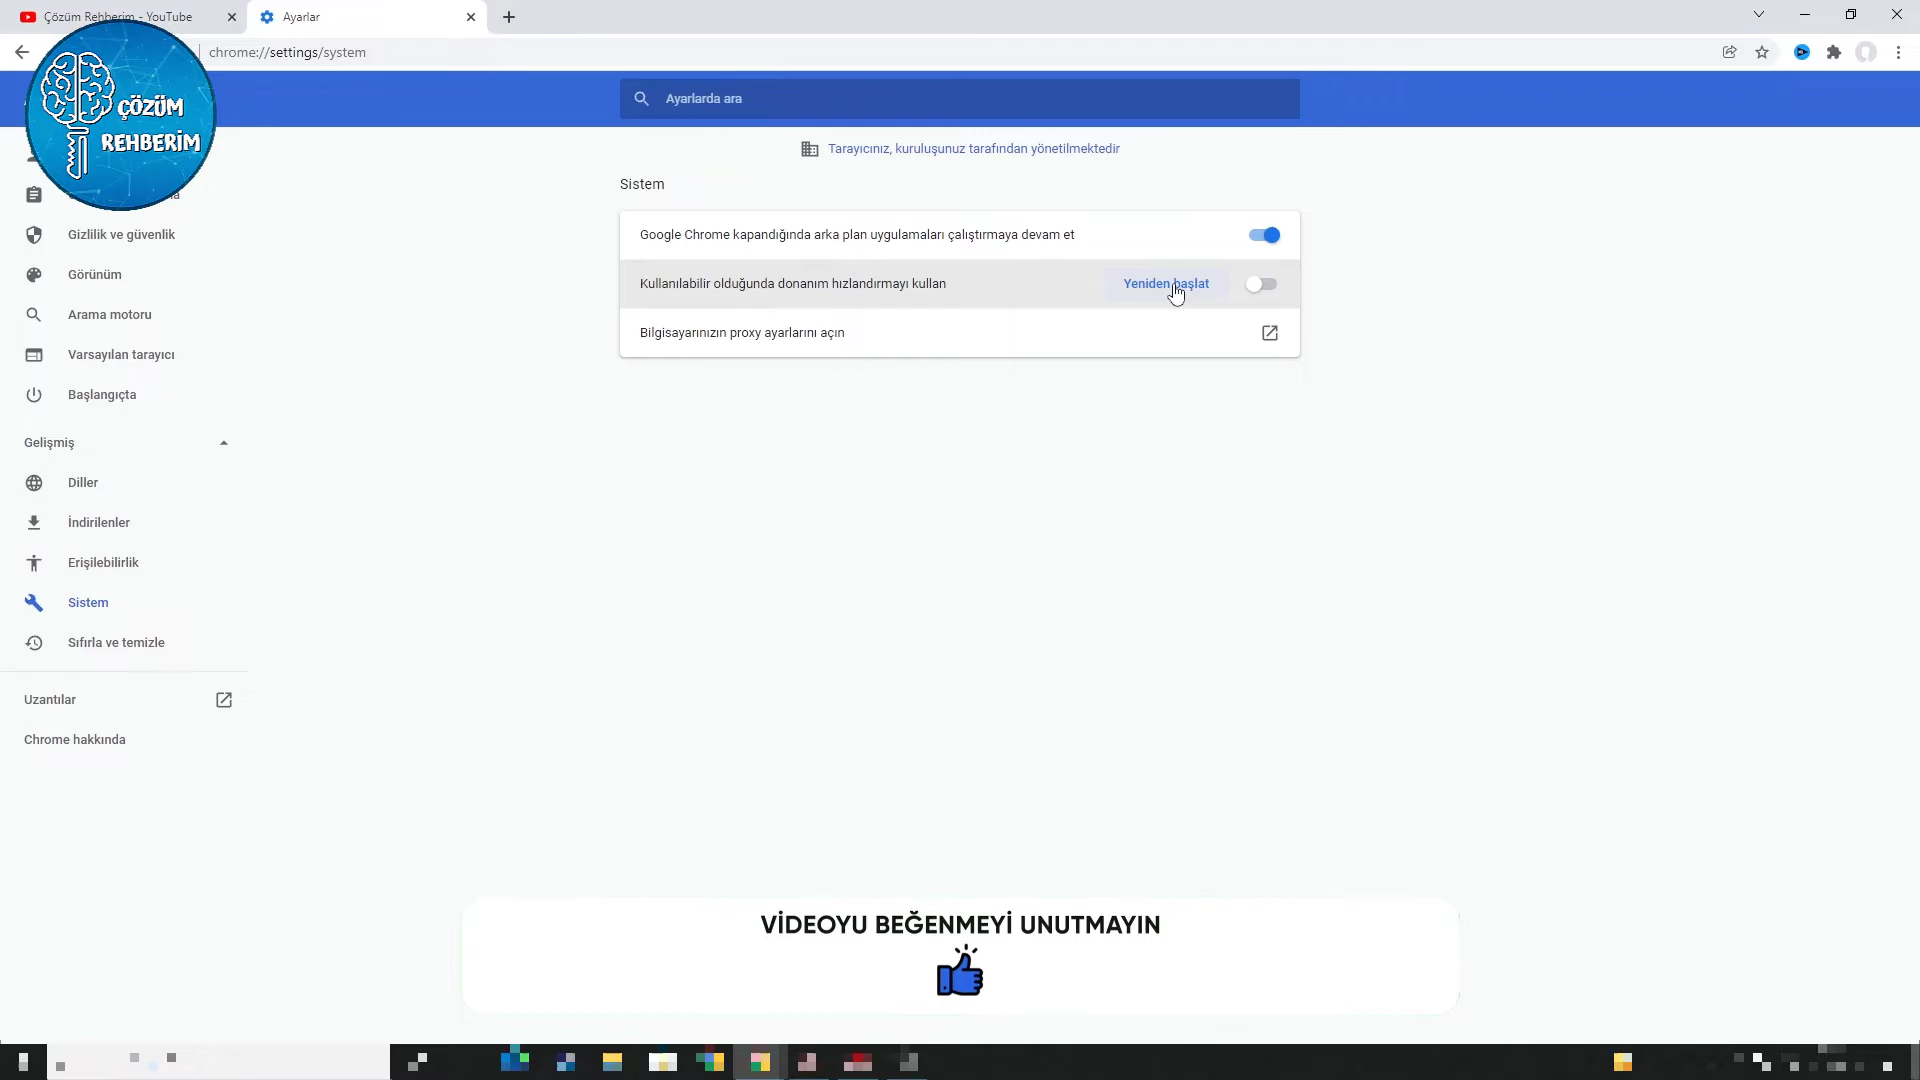 Çözüm Rehberim - YouTube
Ayarlar
chrome://settings/system
ÇÖZÜM
REHBERİM
Ayarlarda ara
Tarayıcınız, kuruluşunuz tarafından yönetilmektedir
Sistem
Google Chrome kapandığında arka plan uygulamaları çalıştırmaya devam et
Kullanılabilir olduğunda donanım hızlandırmayı kullan
Yeniden başlat
Bilgisayarınızın proxy ayarlarını açın
Gizlilik ve güvenlik
Görünüm
Arama motoru
Varsayılan tarayıcı
Başlangıçta
Gelişmiş
Diller
İndirilenler
Erişilebilirlik
Sistem
Sıfırla ve temizle
Uzantılar
Chrome hakkında
VİDEOYU BEĞENMEYİ UNUTMAYIN